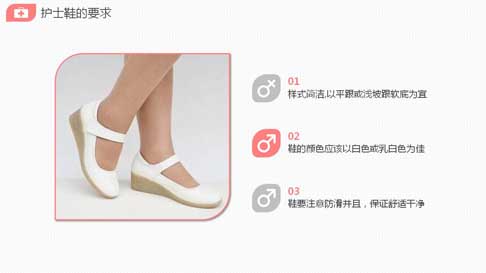 护士鞋的要求
01
样式简洁,以平跟或浅坡跟软底为宜
02
鞋的颜色应该以白色或乳白色为佳
03
鞋要注意防滑并且，保证舒适干净